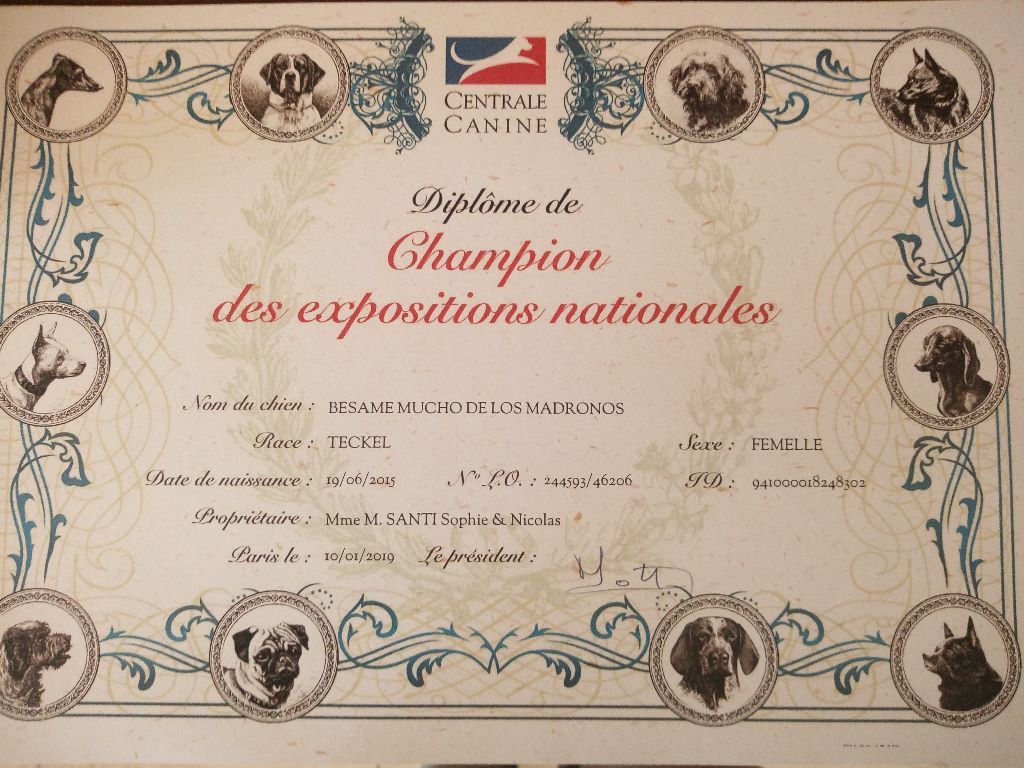 CENTRALE
CANINE
Diplôme de
Champion
des expositions nationales
Nom du chien : BESAME MUCHO DE LOS MADRONOS
Race : TECKEL Sexe : FEMELLE
Date de naissance : 19/06/2015 N° L.O. : 244593/46206 ID : 941000018248302
Propriétaire : Mme M. SANTI Sophie & Nicolas
Paris le : 10/01/2019 Le président :